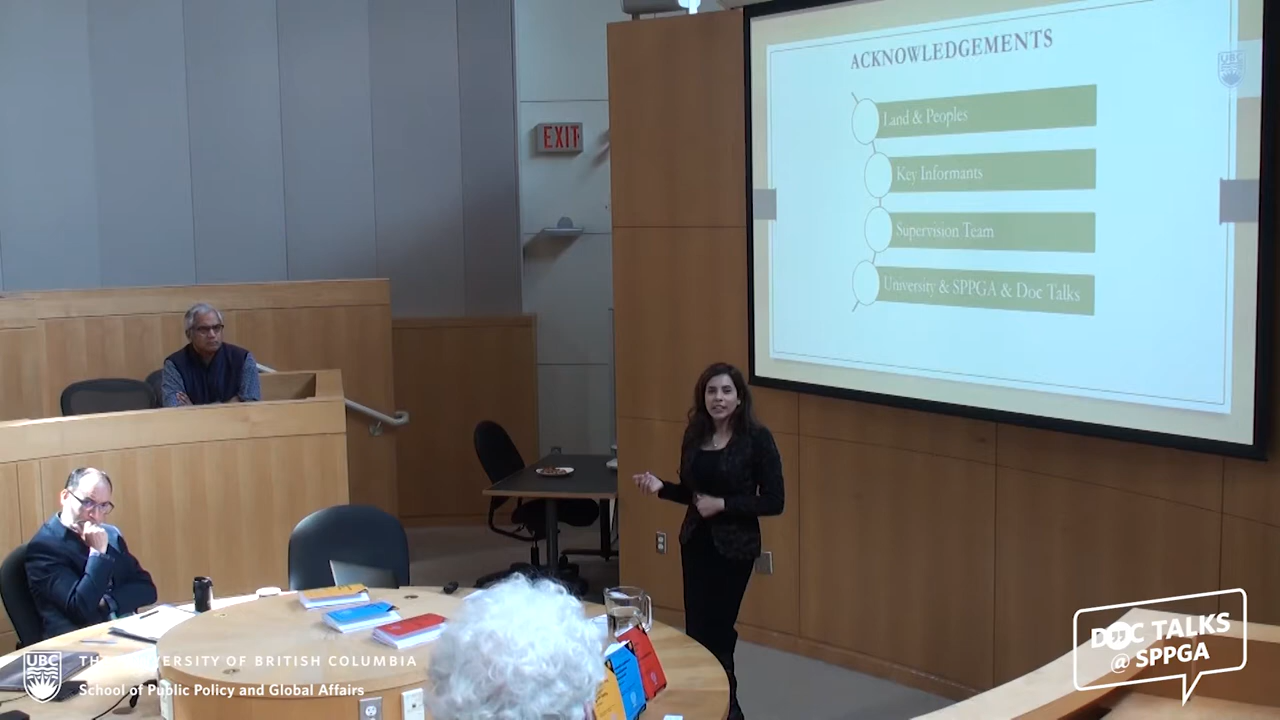 ACKNOWLEDGEMENTS
UBC
Land & Peoples
Key Informants
Supervision Team
University & SPPGA & Doc Talks
EXIT
UBC
THE UNIVERSITY OF BRITISH COLUMBIA
School of Public Policy and Global Affairs
DOC TALKS
@ SPPGA